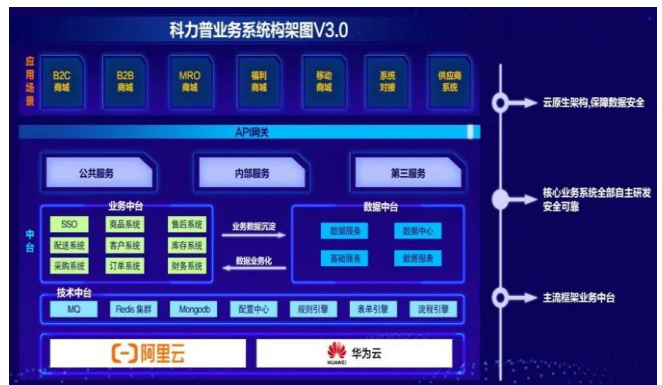 科力普业务系统构架图V3.0
应用场景
B2C
商城
B2B
商城
MRO
商城
福利
商城
移动
商城
系统
对接
供应商
系统
云原生架构,保障数据安全
API网关
公共服务
内部服务
第三服务
核心业务系统全部自主研发
安全可靠
中台
业务中台
SSO
商品系统
售后系统
配送系统
客户系统
库存系统
采购系统
订单系统
财务系统
业务数据沉淀
数据业务化
数据中台
数据服务
数据中心
基础服务
数据报表
技术中台
MQ
Redis 集群
Mongodb
配置中心
规则引擎
表单引擎
流程引擎
主流框架业务中台
阿里云
HUAWEI
华为云